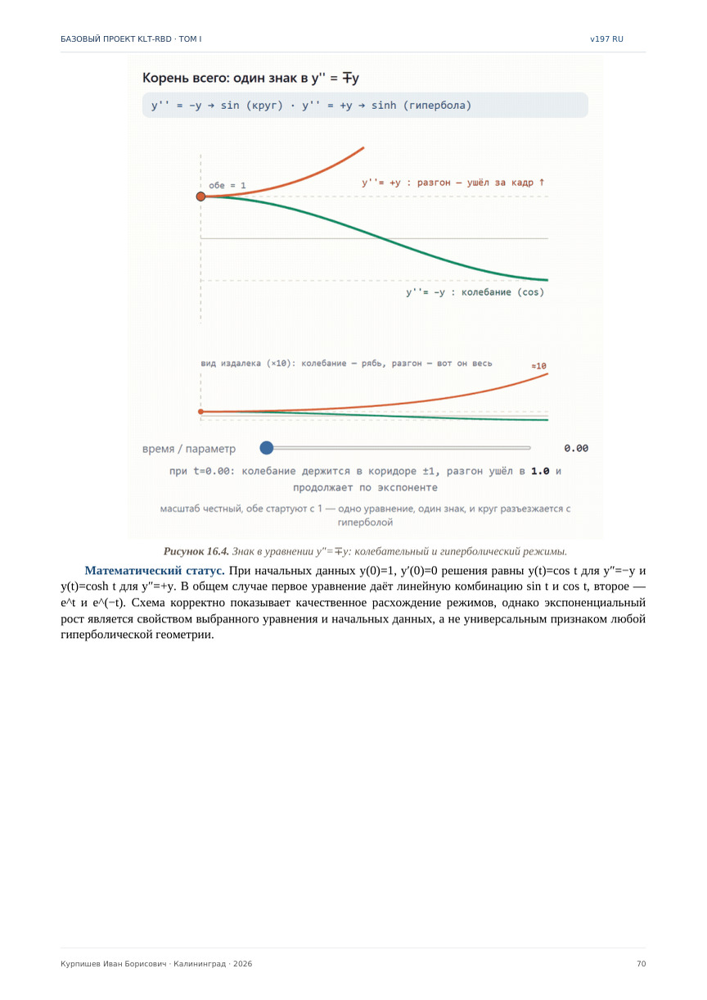 БАЗОВЫЙ ПРОЕКТ KLT-RBD · ТОМ I
v197 RU
Корень всего: один знак в y'' = ∓y
y'' = −y → sin (круг) · y'' = +y → sinh (гипербола)
обе = 1
y''= +y : разгон — ушёл за кадр ↑
y''= −y : колебание (cos)
вид издалека (×10): колебание — рябь, разгон — вот он весь
≈10
время / параметр
0.00
при t=0.00: колебание держится в коридоре ±1, разгон ушёл в 1.0 и
продолжает по экспоненте
масштаб честный, обе стартуют с 1 — одно уравнение, один знак, и круг разъезжается с
гиперболой
Рисунок 16.4. Знак в уравнении y″=∓y: колебательный и гиперболический режимы.
Математический статус. При начальных данных y(0)=1, y′(0)=0 решения равны y(t)=cos t для y″=−y и
y(t)=cosh t для y″=+y. В общем случае первое уравнение даёт линейную комбинацию sin t и cos t, второе —
e^t и e^(−t). Схема корректно показывает качественное расхождение режимов, однако экспоненциальный
рост является свойством выбранного уравнения и начальных данных, а не универсальным признаком любой
гиперболической геометрии.
Курпишев Иван Борисович · Калининград · 2026
70